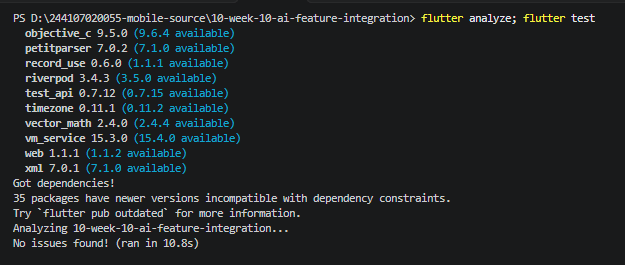 PS D:\244107020055-mobile-source\10-week-10-ai-feature-integration> flutter analyze; flutter test
objective_c 9.5.0 (9.6.4 available)
petitparser 7.0.2 (7.1.0 available)
record_use 0.6.0 (1.1.1 available)
riverpod 3.4.3 (3.5.0 available)
test_api 0.7.12 (0.7.15 available)
timezone 0.11.1 (0.11.2 available)
vector_math 2.4.0 (2.4.4 available)
vm_service 15.3.0 (15.4.0 available)
web 1.1.1 (1.1.2 available)
xml 7.0.1 (7.1.0 available)
Got dependencies!
35 packages have newer versions incompatible with dependency constraints.
Try `flutter pub outdated` for more information.
Analyzing 10-week-10-ai-feature-integration...
No issues found! (ran in 10.8s)